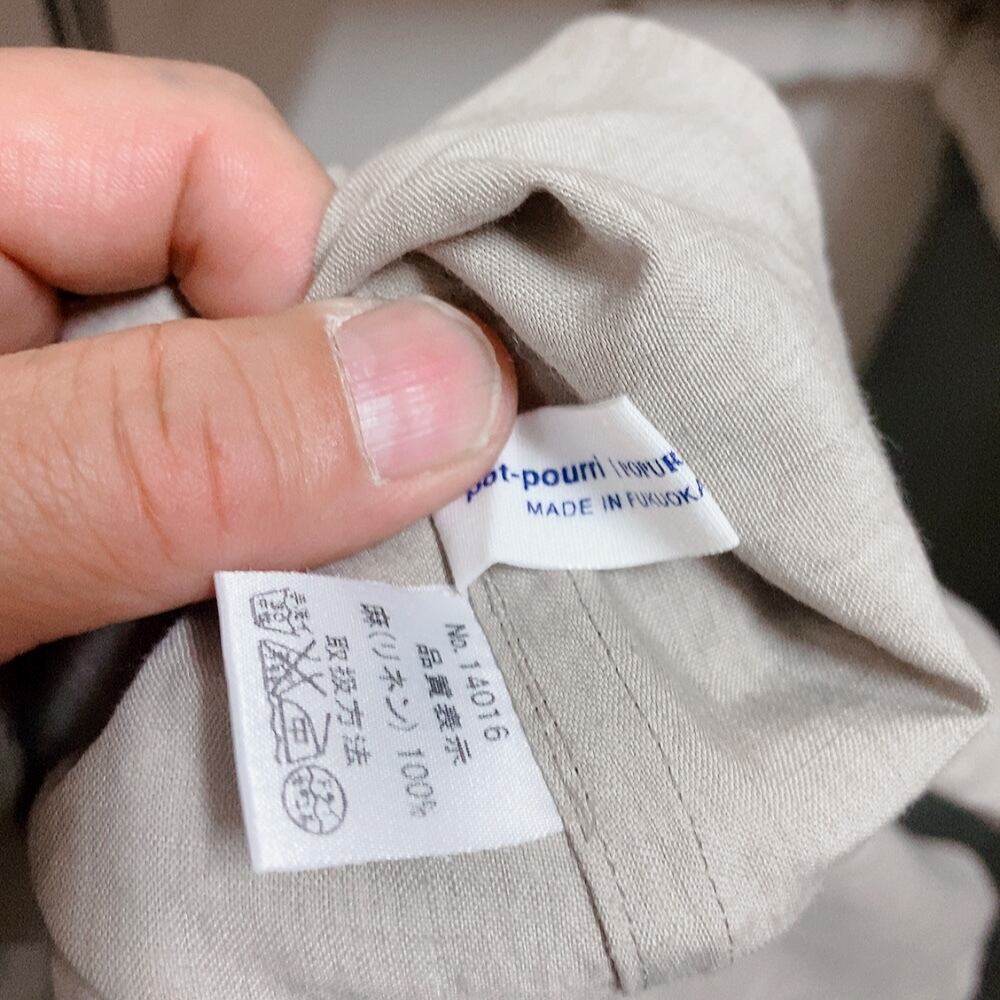 pot-pourri | POPU
MADE IN FUKUOKA
No. 14016
品質表示
麻(リネン) 100%
取扱方法